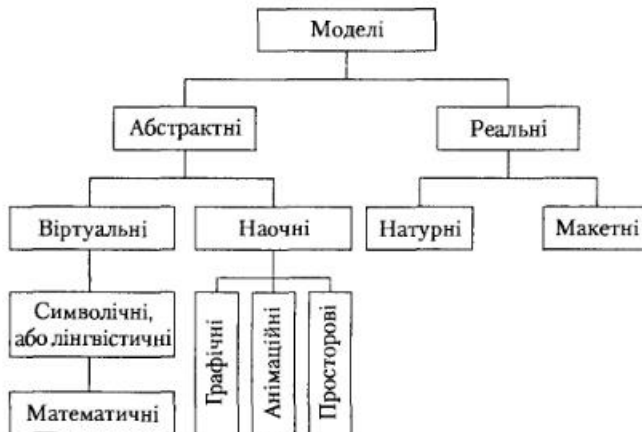 Моделі
Абстрактні
Реальні
Віртуальні
Наочні
Натурні
Макетні
Символічні,
або лінгвістичні
Графічні
Анімаційні
Просторові
Математичні